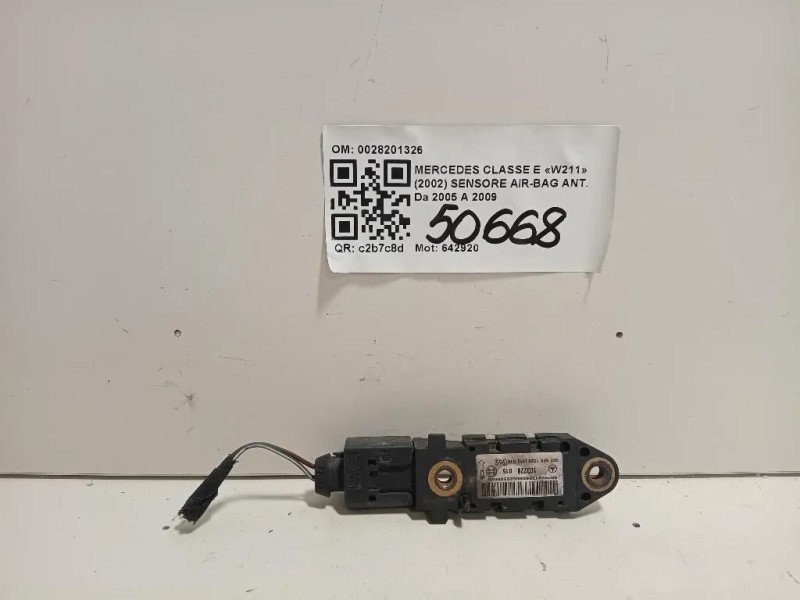 OM: 0028201326
MERCEDES CLASSE E «W211»
(2002) SENSORE AIR-BAG ANT.
Da 2005 A 2009
50668
QR: c2b7c8d Mot: 642920